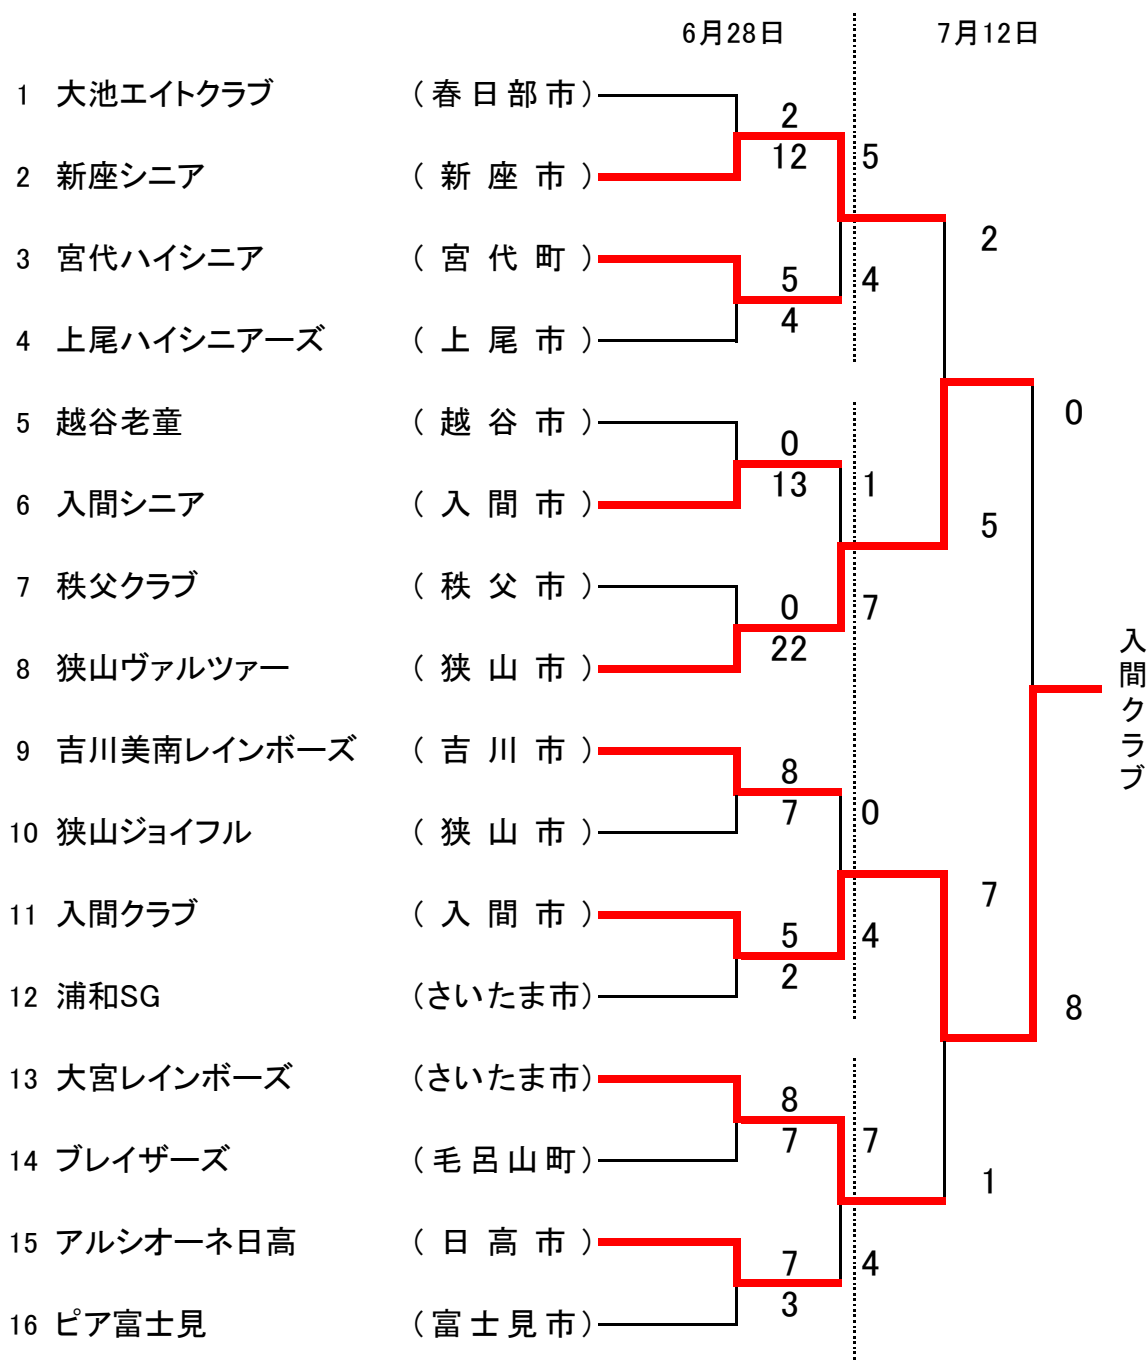 6月28日 7月12日
1 大池エイトクラブ (春日部市)
2
12 5
2 新座シニア (新座市)
2
3 宮代ハイシニア (宮代町)
5 4
4
4 上尾ハイシニアーズ (上尾市)
0
5 越谷老童 (越谷市)
0
13 1
6 入間シニア (入間市)
5
7 秩父クラブ (秩父市)
0 7
22
8 狭山ヴァルツァー (狭山市)
入間クラブ
9 吉川美南レインボーズ (吉川市)
8
7 0
10 狭山ジョイフル (狭山市)
7
11 入間クラブ (入間市)
5 4
2
12 浦和SG (さいたま市)
8
13 大宮レインボーズ (さいたま市)
8
7 7
14 ブレイザーズ (毛呂山町)
1
15 アルシオーネ日高 (日高市)
7 4
3
16 ピア富士見 (富士見市)